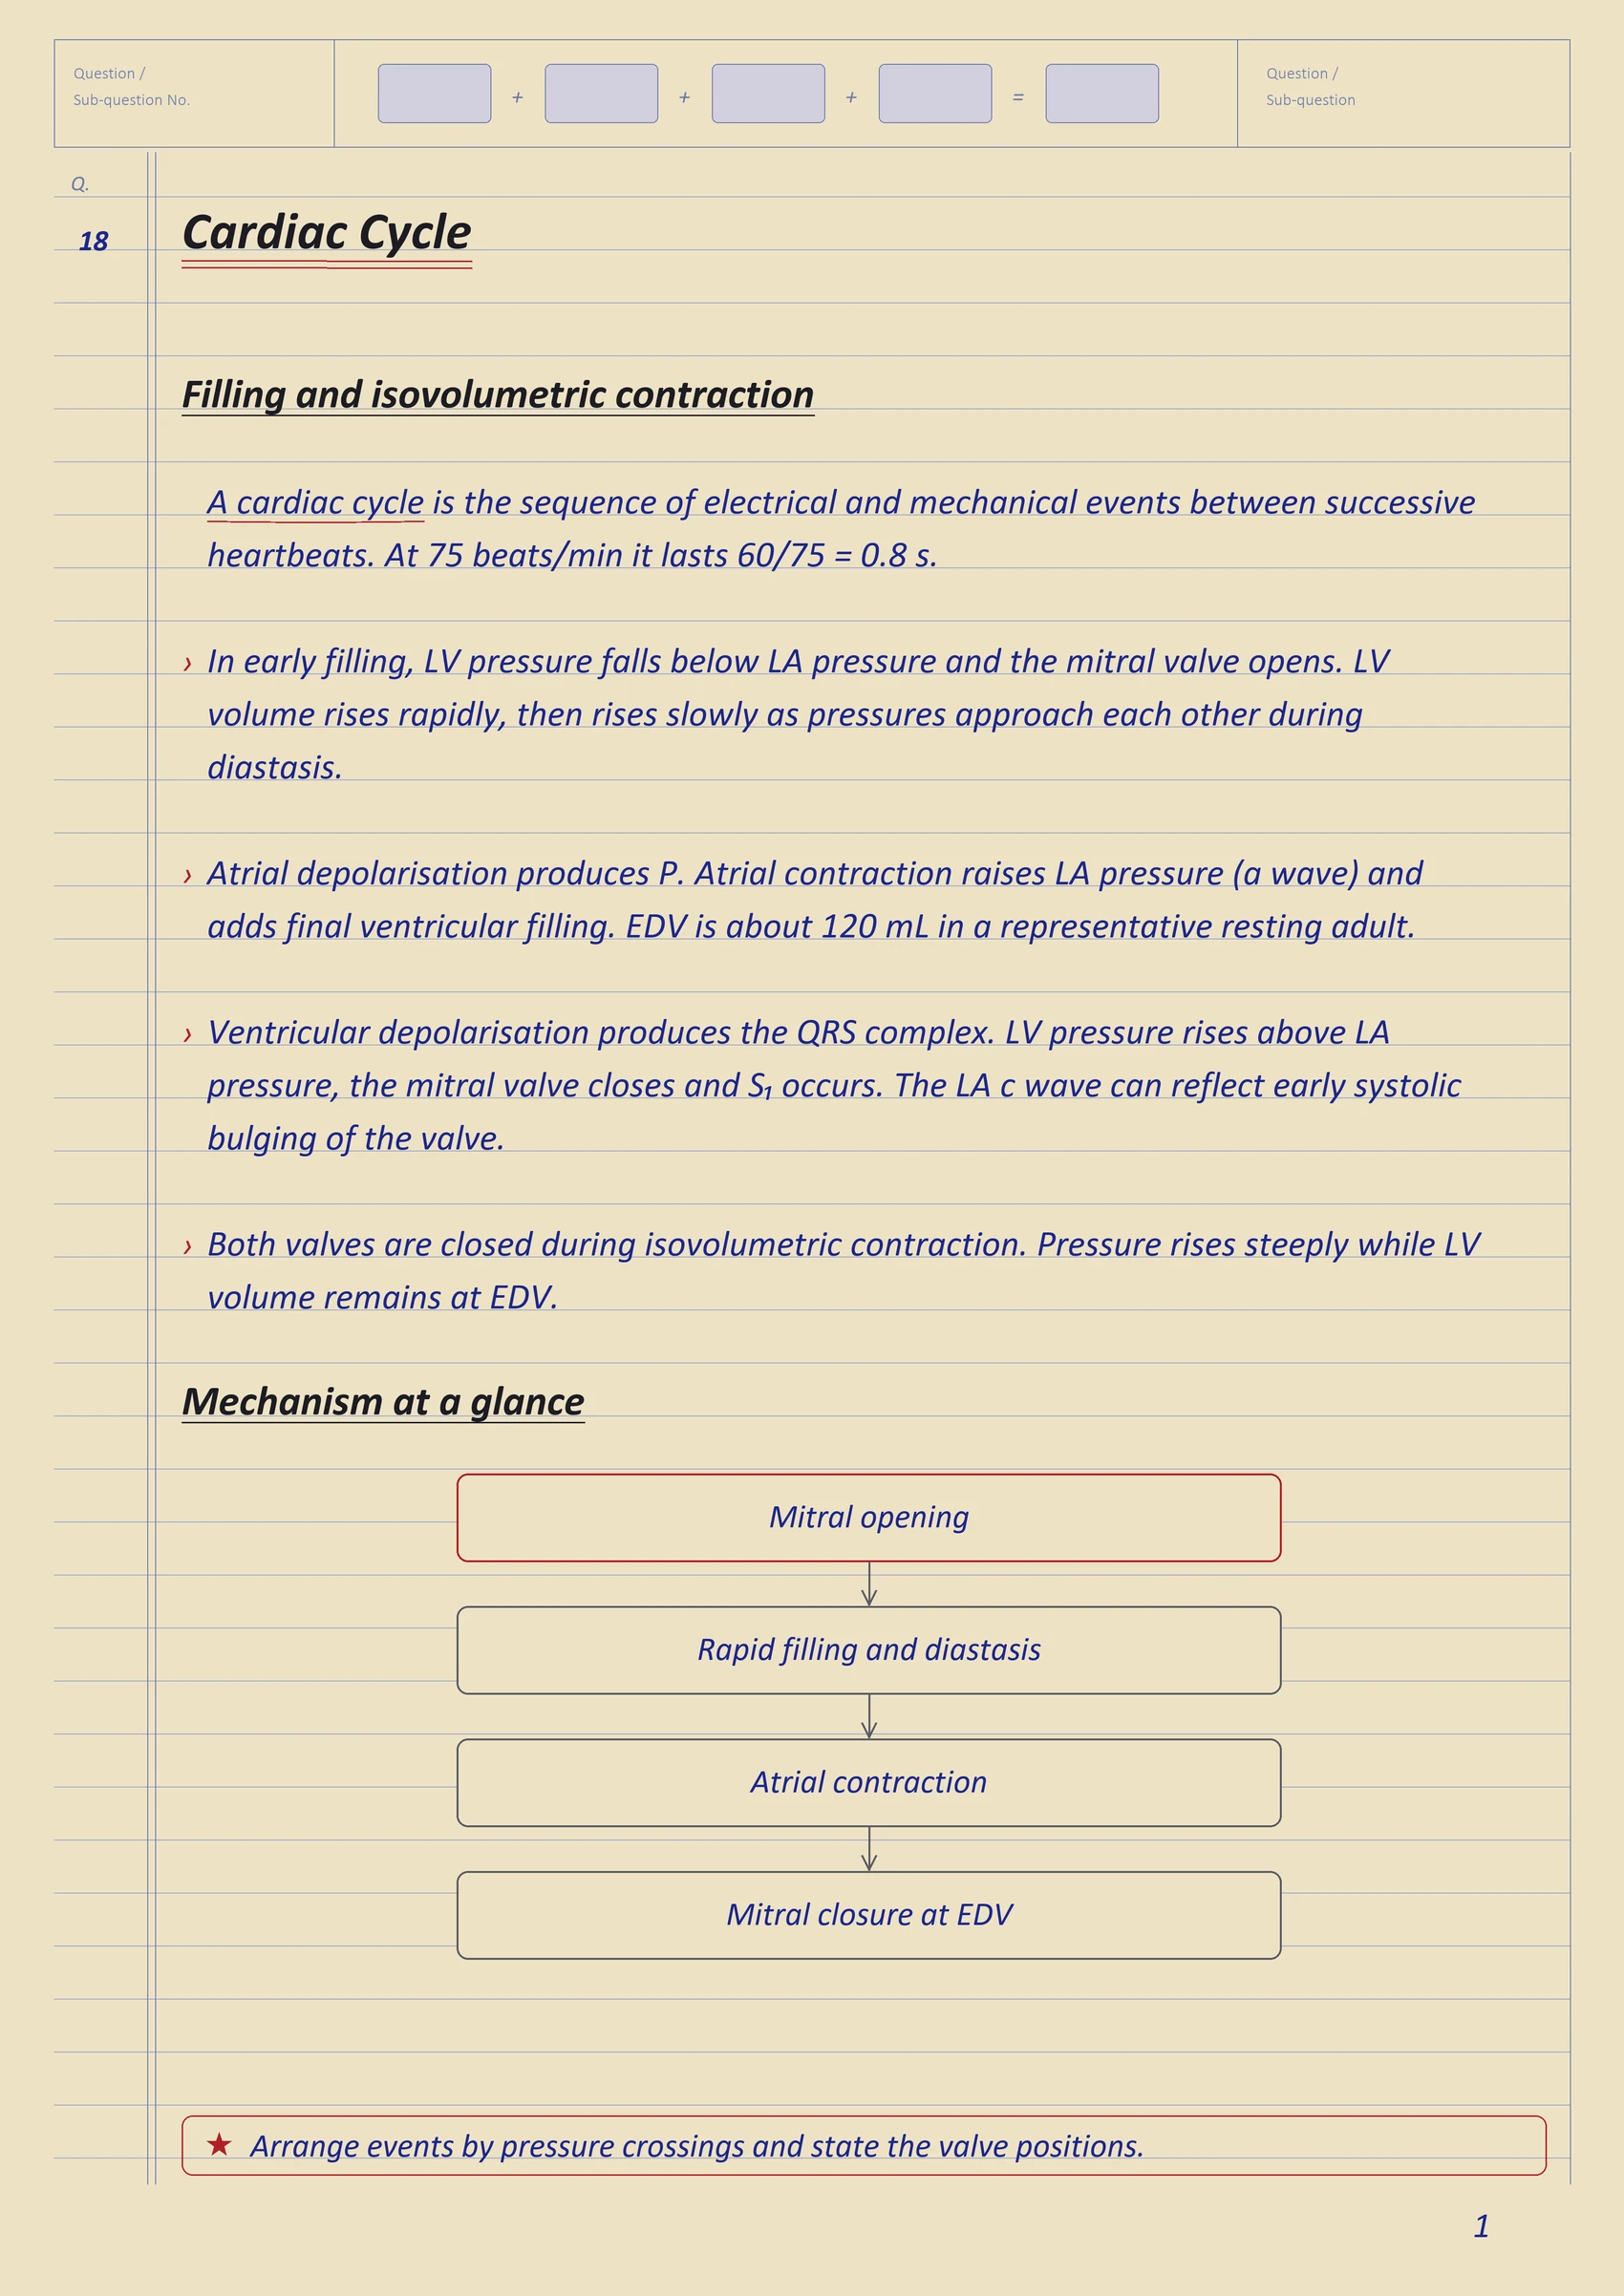 Question /
Sub-question No.
+ + + =
Question /
Sub-question
Q.
18
Cardiac Cycle
Filling and isovolumetric contraction
A cardiac cycle is the sequence of electrical and mechanical events between successive
heartbeats. At 75 beats/min it lasts 60/75 = 0.8 s.
› In early filling, LV pressure falls below LA pressure and the mitral valve opens. LV
volume rises rapidly, then rises slowly as pressures approach each other during
diastasis.
› Atrial depolarisation produces P. Atrial contraction raises LA pressure (a wave) and
adds final ventricular filling. EDV is about 120 mL in a representative resting adult.
› Ventricular depolarisation produces the QRS complex. LV pressure rises above LA
pressure, the mitral valve closes and S₁ occurs. The LA c wave can reflect early systolic
bulging of the valve.
› Both valves are closed during isovolumetric contraction. Pressure rises steeply while LV
volume remains at EDV.
Mechanism at a glance
Mitral opening
Rapid filling and diastasis
Atrial contraction
Mitral closure at EDV
★ Arrange events by pressure crossings and state the valve positions.
1